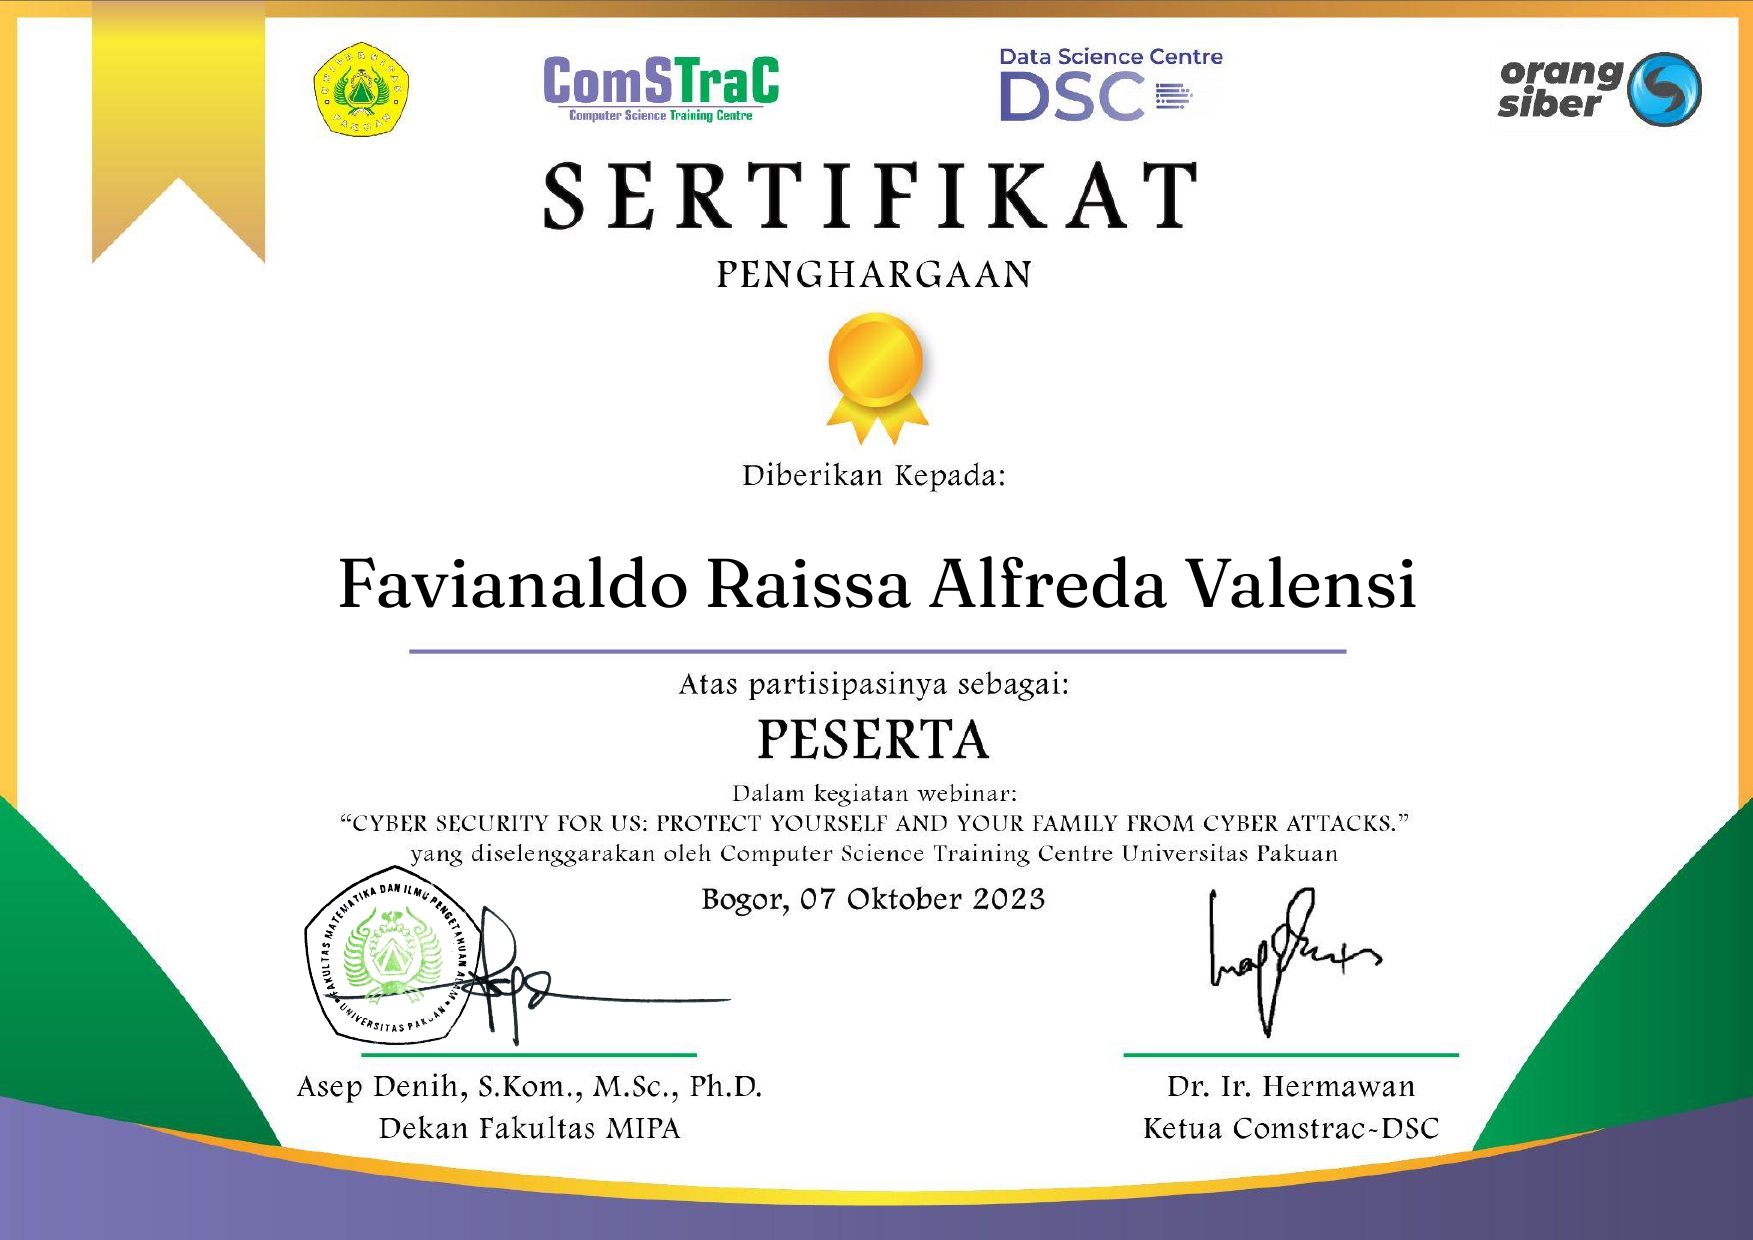 UNIVERSITAS PAKUAN
ComSTraC
Computer Science Training Centre
Data Science Centre
DSC
orang
siber
SERTIFIKAT
PENGHARGAAN
Diberikan Kepada:
Favianaldo Raissa Alfreda Valensi
Atas partisipasinya sebagai:
PESERTA
Dalam kegiatan webinar:
“CYBER SECURITY FOR US: PROTECT YOURSELF AND YOUR FAMILY FROM CYBER ATTACKS.”
yang diselenggarakan oleh Computer Science Training Centre Universitas Pakuan
Bogor, 07 Oktober 2023
FAKULTAS MATEMATIKA DAN ILMU PENGETAHUAN ALAM
UNIVERSITAS PAKUAN
Asep Denih, S.Kom., M.Sc., Ph.D.
Dekan Fakultas MIPA
Dr. Ir. Hermawan
Ketua Comstrac-DSC